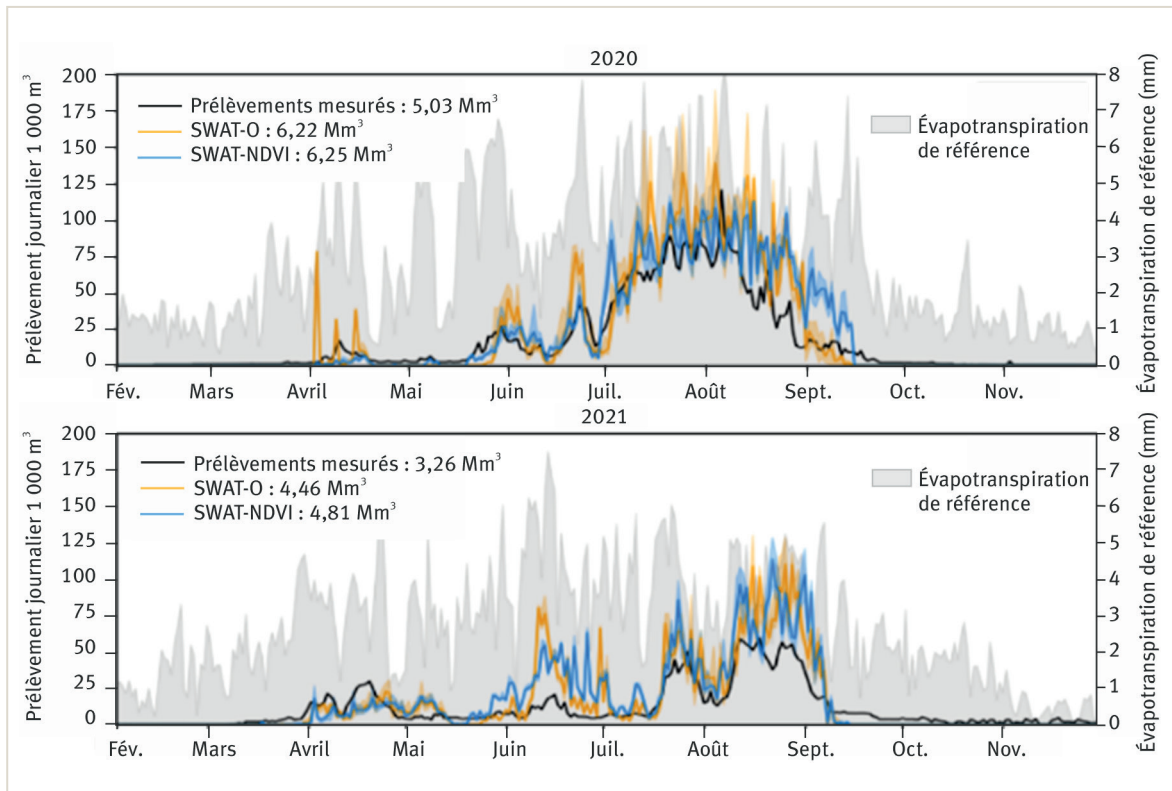 2020
Prélèvement journalier 1 000 m³
200
175
150
125
100
75
50
25
0
Prélèvements mesurés : 5,03 Mm³
SWAT-O : 6,22 Mm³
SWAT-NDVI : 6,25 Mm³
Évapotranspiration
de référence
8
7
6
5
4
3
2
1
0
Évapotranspiration de référence (mm)
Fév. Mars Avril Mai Juin Juil. Août Sept. Oct. Nov.
2021
Prélèvement journalier 1 000 m³
200
175
150
125
100
75
50
25
0
Prélèvements mesurés : 3,26 Mm³
SWAT-O : 4,46 Mm³
SWAT-NDVI : 4,81 Mm³
Évapotranspiration
de référence
8
7
6
5
4
3
2
1
0
Évapotranspiration de référence (mm)
Fév. Mars Avril Mai Juin Juil. Août Sept. Oct. Nov.